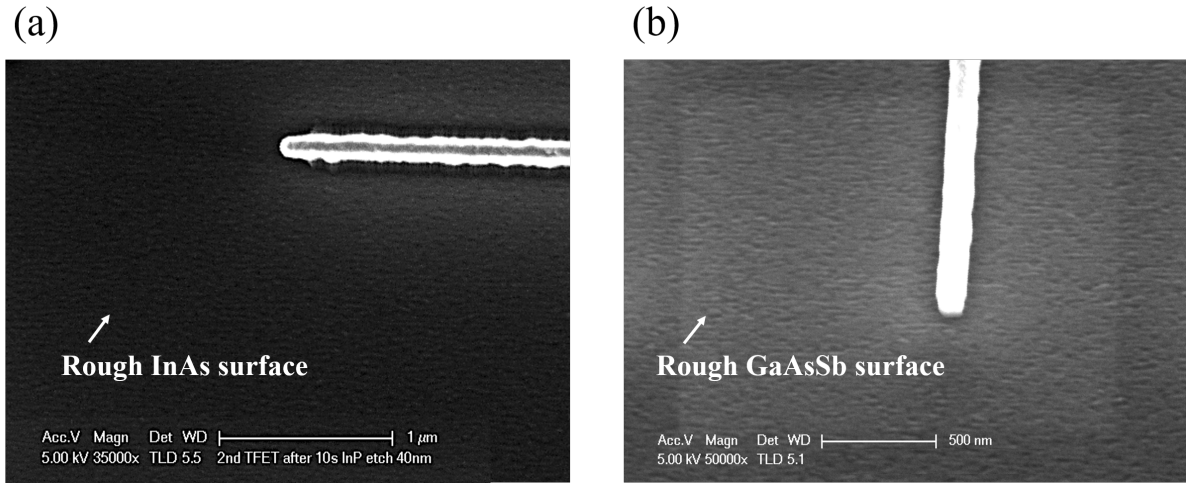 (a)
(b)
Rough InAs surface
Acc.V Magn Det WD 1 μm
5.00 kV 35000x TLD 5.5 2nd TFET after 10s InP etch 40nm
Rough GaAsSb surface
Acc.V Magn Det WD 500 nm
5.00 kV 50000x TLD 5.1